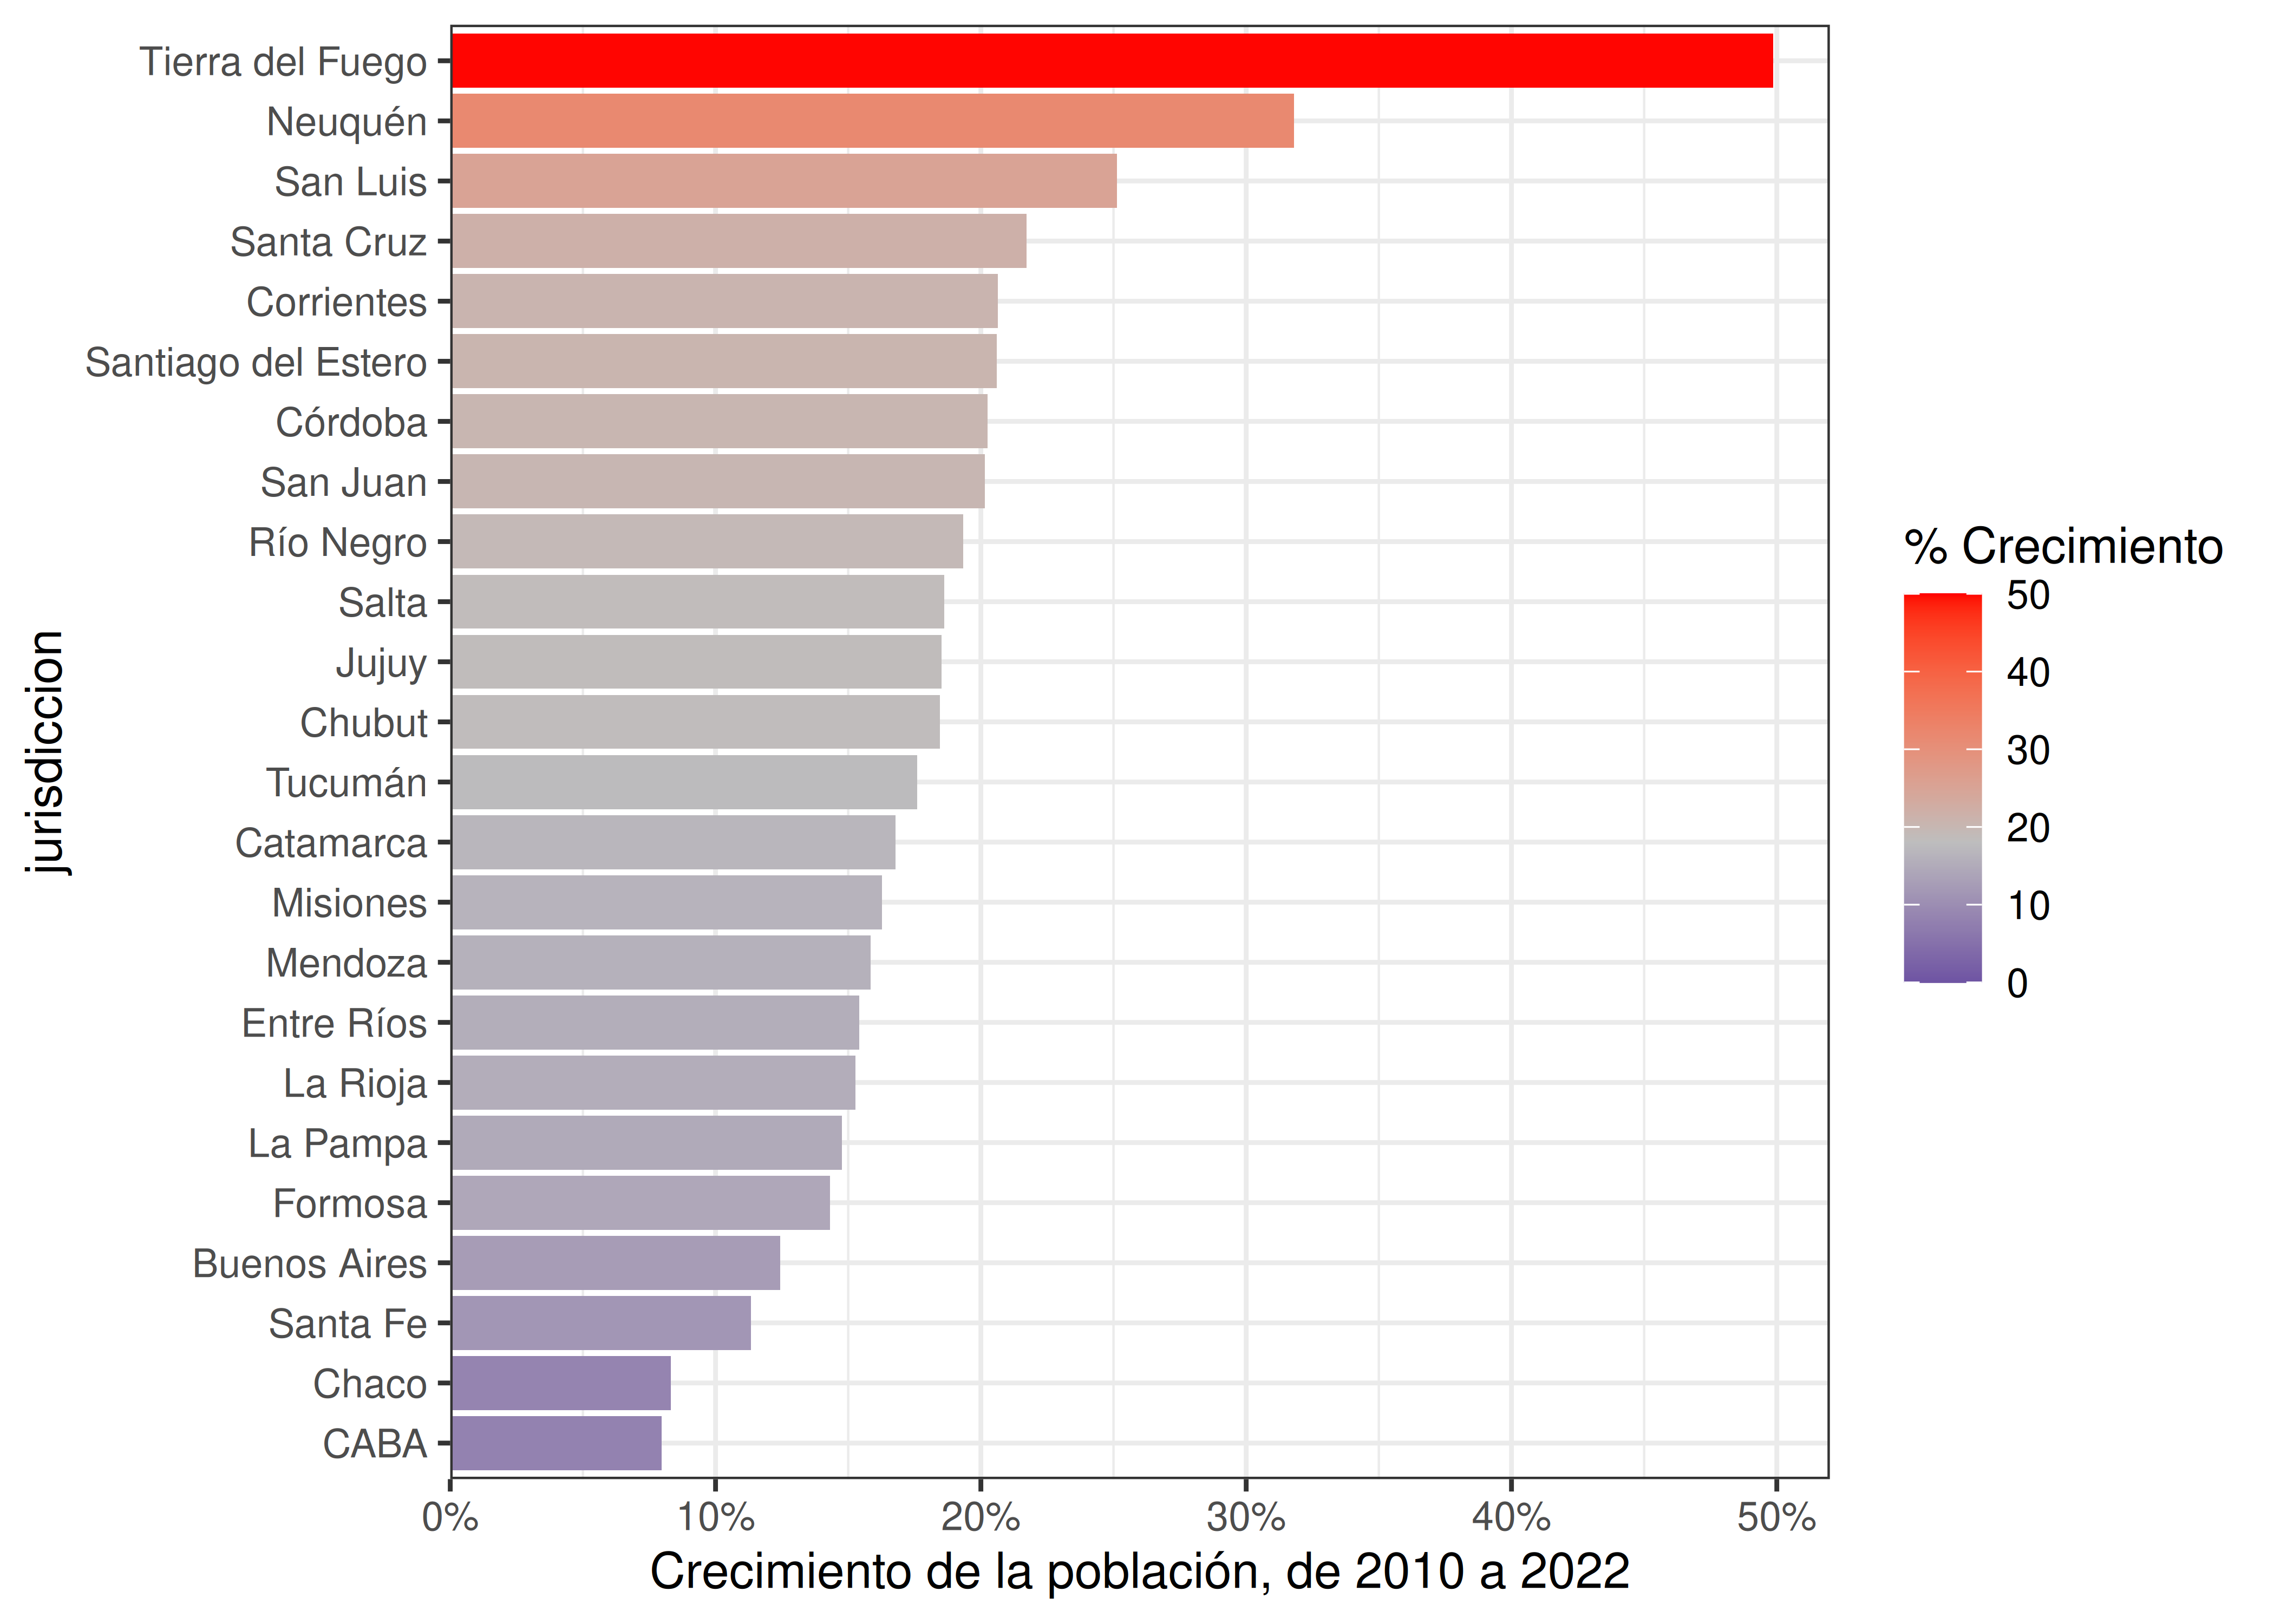 Tierra del Fuego
Neuquén
San Luis
Santa Cruz
Corrientes
Santiago del Estero
Córdoba
San Juan
Río Negro
Salta
Jujuy
Chubut
Tucumán
Catamarca
Misiones
Mendoza
Entre Ríos
La Rioja
La Pampa
Formosa
Buenos Aires
Santa Fe
Chaco
CABA
jurisdiccion
0% 10% 20% 30% 40% 50%
Crecimiento de la población, de 2010 a 2022
% Crecimiento
50
40
30
20
10
0